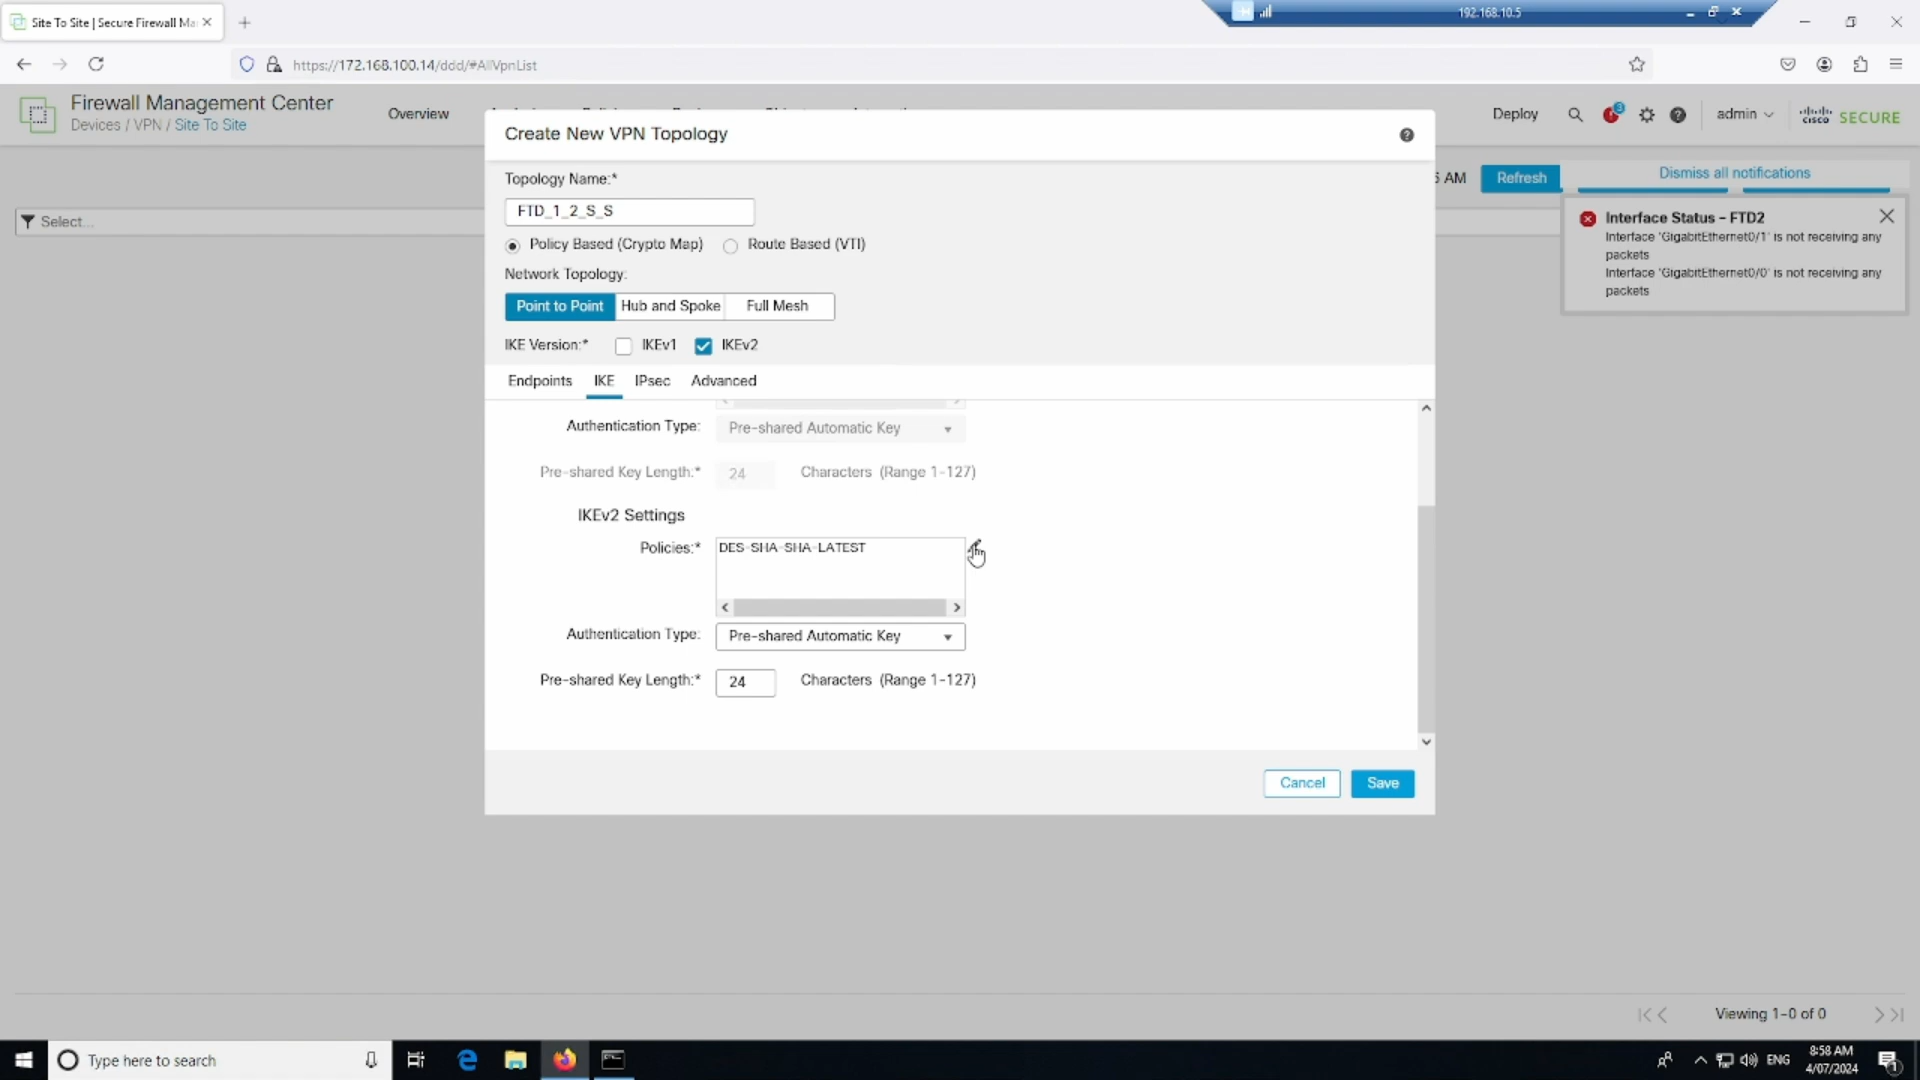 Site To Site | Secure Firewall Ma
192.168.10.5
https://172.168.100.14/ddd/#AllVpnList
Firewall Management Center
Devices / VPN / Site To Site
Overview
Deploy
3
admin
cisco SECURE
Create New VPN Topology
Topology Name:*
FTD_1_2_S_S
Policy Based (Crypto Map)
Route Based (VTI)
Network Topology:
Point to Point
Hub and Spoke
Full Mesh
IKE Version:*
IKEv1
IKEv2
Endpoints
IKE
IPsec
Advanced
Authentication Type:
Pre-shared Automatic Key
Pre-shared Key Length:*
24
Characters (Range 1-127)
IKEv2 Settings
Policies:*
DES-SHA-SHA-LATEST
Authentication Type:
Pre-shared Automatic Key
Pre-shared Key Length:*
24
Characters (Range 1-127)
Cancel
Save
Select...
AM
Refresh
Dismiss all notifications
Interface Status - FTD2
Interface 'GigabitEthernet0/1' is not receiving any
packets
Interface 'GigabitEthernet0/0' is not receiving any
packets
Viewing 1-0 of 0
Type here to search
ENG
8:58 AM
4/07/2024
1